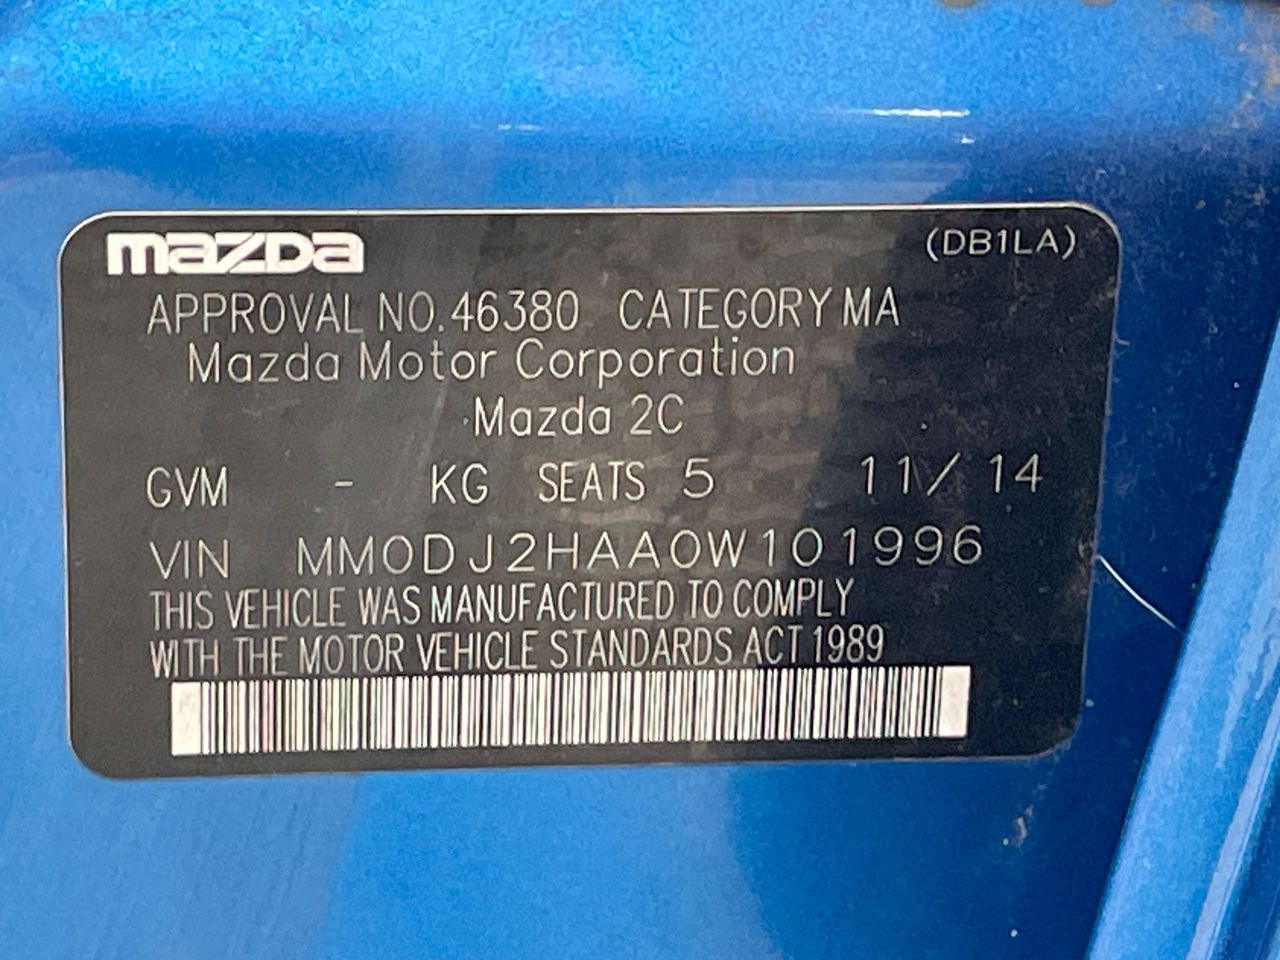 mazda (DB1LA)
APPROVAL NO. 46380 CATEGORY MA
Mazda Motor Corporation
Mazda 2C
GVM - KG SEATS 5 11/14
VIN MM0DJ2HAA0W101996
THIS VEHICLE WAS MANUFACTURED TO COMPLY
WITH THE MOTOR VEHICLE STANDARDS ACT 1989